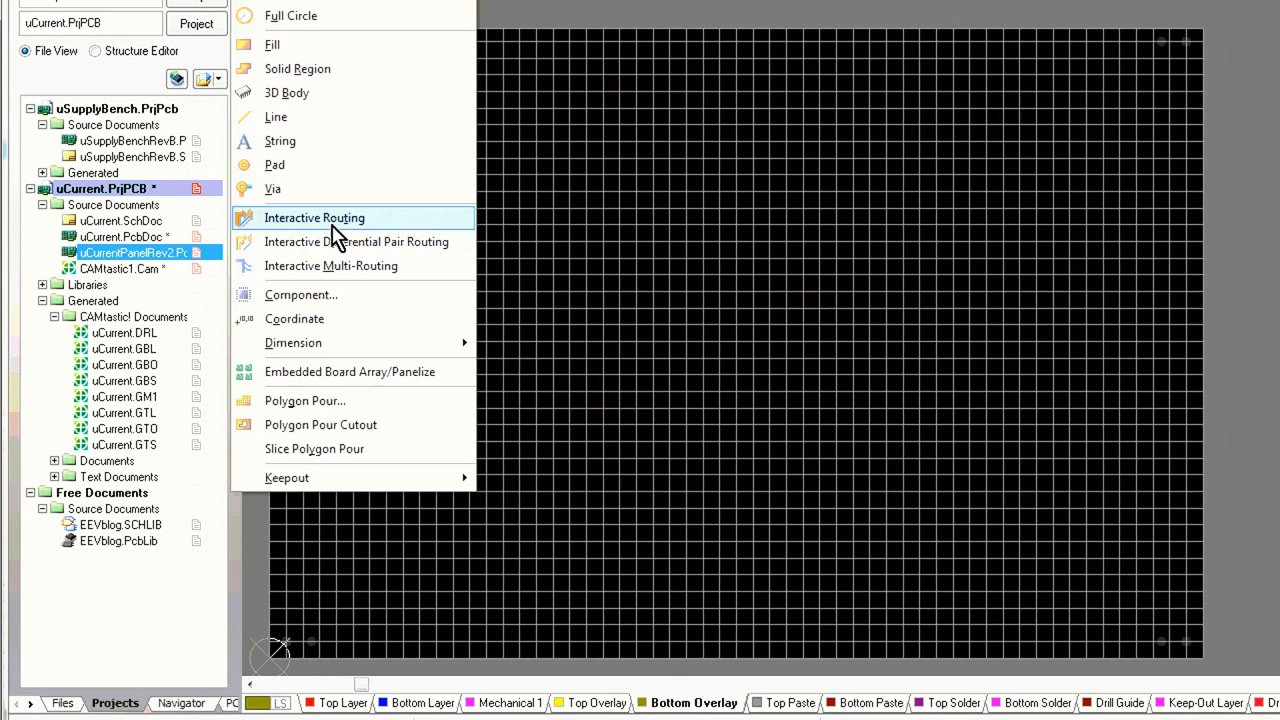 uCurrent.PrjPCB
Project
File View
Structure Editor
uSupplyBench.PrjPcb
Source Documents
uSupplyBenchRevB.P
uSupplyBenchRevB.S
Generated
uCurrent.PrjPCB *
Source Documents
uCurrent.SchDoc
uCurrent.PcbDoc *
uCurrentPanelRev2.Pc
CAMtastic1.Cam *
Libraries
Generated
CAMtastic! Documents
uCurrent.DRL
uCurrent.GBL
uCurrent.GBO
uCurrent.GBS
uCurrent.GM1
uCurrent.GTL
uCurrent.GTO
uCurrent.GTS
Documents
Text Documents
Free Documents
Source Documents
EEVblog.SCHLIB
EEVblog.PcbLib
Full Circle
Fill
Solid Region
3D Body
Line
String
Pad
Via
Interactive Routing
Interactive Differential Pair Routing
Interactive Multi-Routing
Component...
+10,10 Coordinate
Dimension
Embedded Board Array/Panelize
Polygon Pour...
Polygon Pour Cutout
Slice Polygon Pour
Keepout
Files Projects Navigator PC
LS Top Layer Bottom Layer Mechanical 1 Top Overlay Bottom Overlay Top Paste Bottom Paste Top Solder Bottom Solder Drill Guide Keep-Out Layer